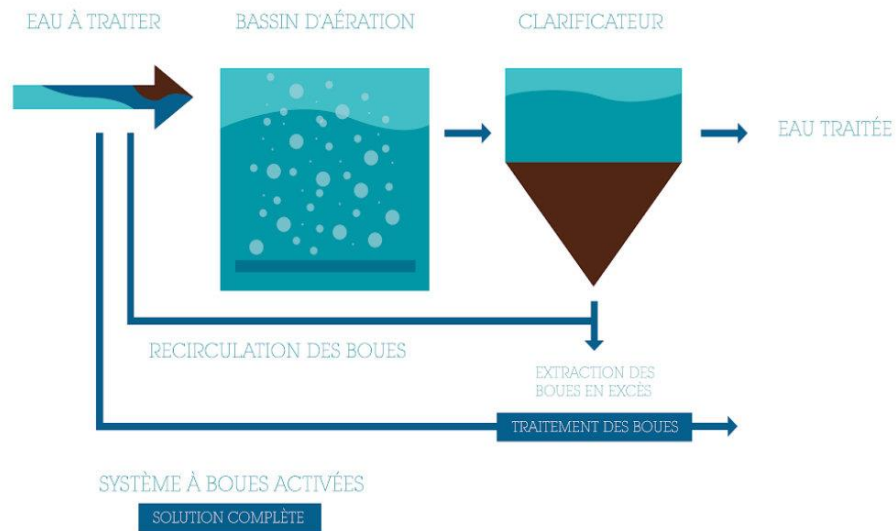 EAU À TRAITER
BASSIN D'AÉRATION
CLARIFICATEUR
EAU TRAITÉE
RECIRCULATION DES BOUES
EXTRACTION DES
BOUES EN EXCÈS
TRAITEMENT DES BOUES
SYSTÈME À BOUES ACTIVÉES
SOLUTION COMPLÈTE